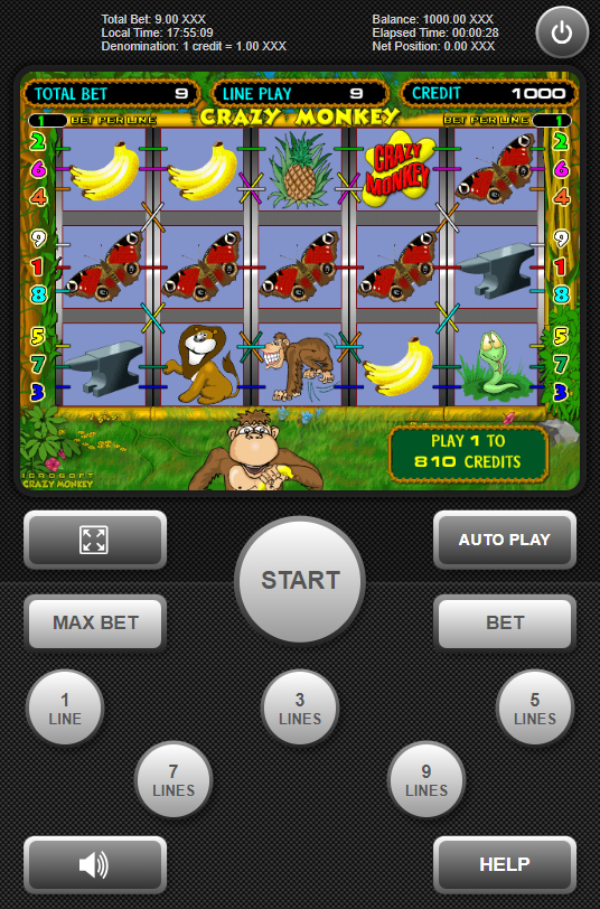 Total Bet: 9.00 XXX
Local Time: 17:55:09
Denomination: 1 credit = 1.00 XXX
Balance: 1000.00 XXX
Elapsed Time: 00:00:28
Net Position: 0.00 XXX
TOTAL BET 9
LINE PLAY 9
CREDIT 1000
1 BET PER LINE
CRAZY MONKEY
BET PER LINE 1
2 2
CRAZY
MONKEY
6 6
4 4
9 9
1 1
8 8
5 5
7 7
3 3
PLAY 1 TO
810 CREDITS
IGROSOFT
CRAZY MONKEY
AUTO PLAY
START
MAX BET
BET
1
LINE
3
LINES
5
LINES
7
LINES
9
LINES
HELP